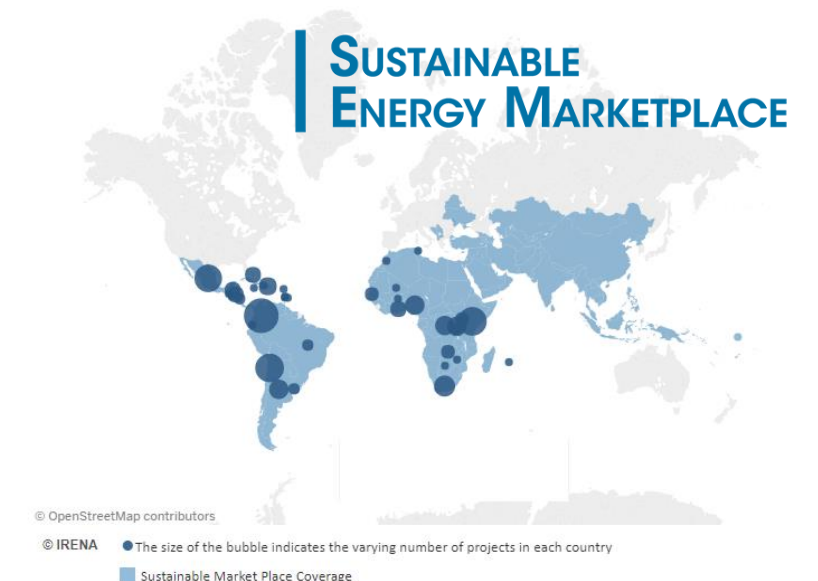 SUSTAINABLE
ENERGY MARKETPLACE
© OpenStreetMap contributors
© IRENA
The size of the bubble indicates the varying number of projects in each country
Sustainable Market Place Coverage